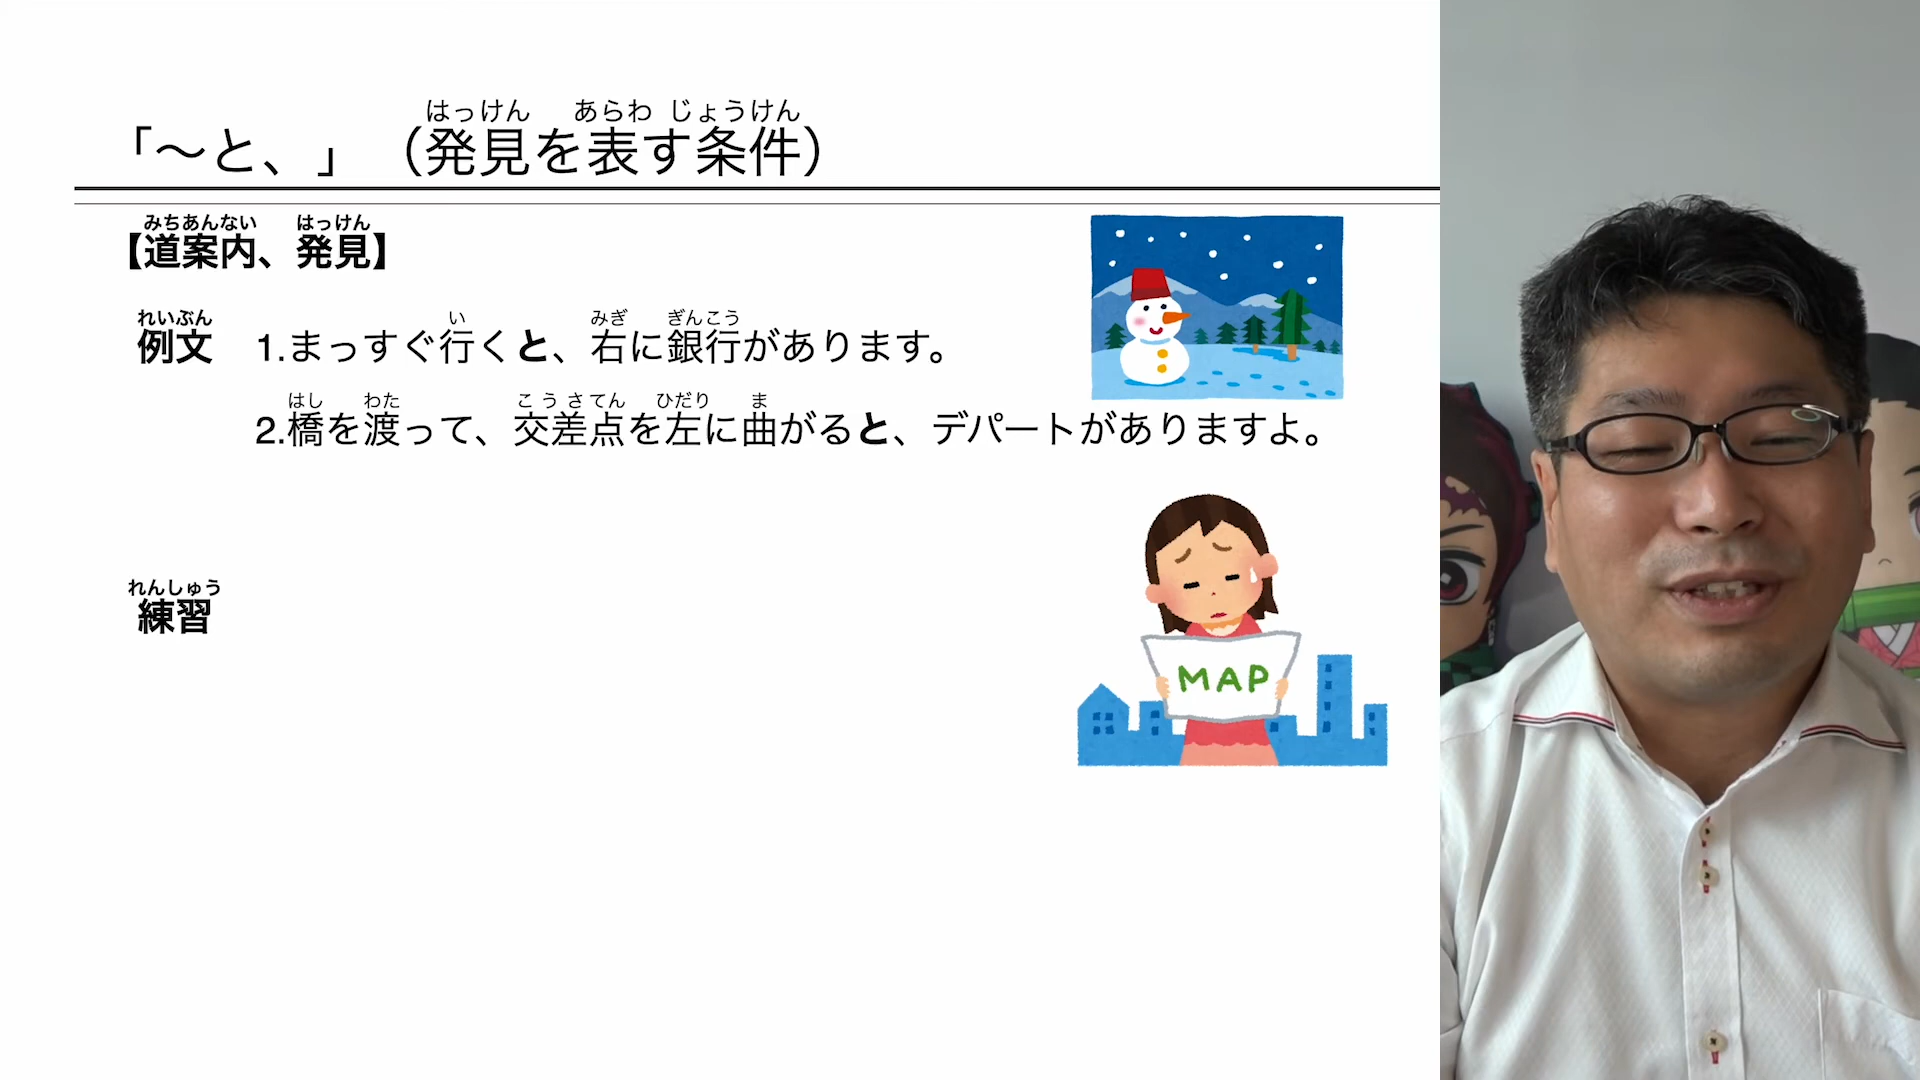 「〜と、」（発見を表す条件）
はっけん あらわ じょうけん
【道案内、発見】
みちあんない はっけん
例文 1.まっすぐ行くと、右に銀行があります。
れいぶん い みぎ ぎんこう
2.橋を渡って、交差点を左に曲がると、デパートがありますよ。
はし わた こうさてん ひだり ま
練習
れんしゅう
MAP